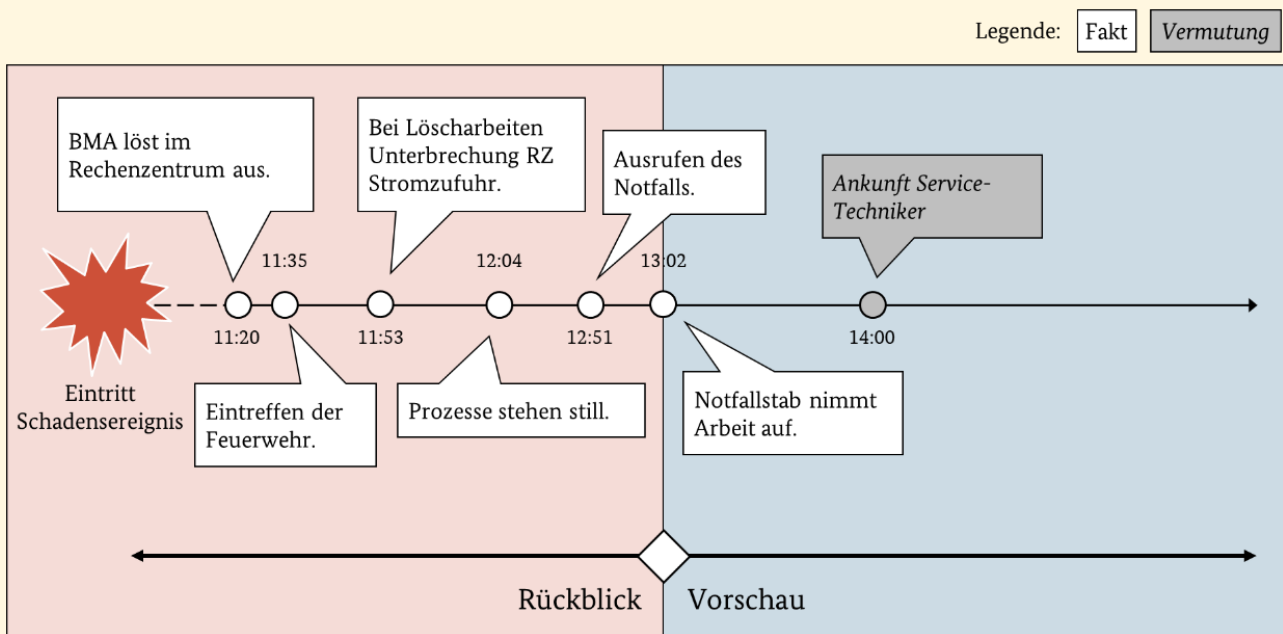 Legende: Fakt Vermutung
BMA löst im
Rechenzentrum aus.
Bei Löscharbeiten
Unterbrechung RZ
Stromzufuhr.
Ausrufen des
Notfalls.
Ankunft Service-
Techniker
11:35
12:04
13:02
11:20
11:53
12:51
14:00
Eintritt
Schadensereignis
Eintreffen der
Feuerwehr.
Prozesse stehen still.
Notfallstab nimmt
Arbeit auf.
Rückblick
Vorschau